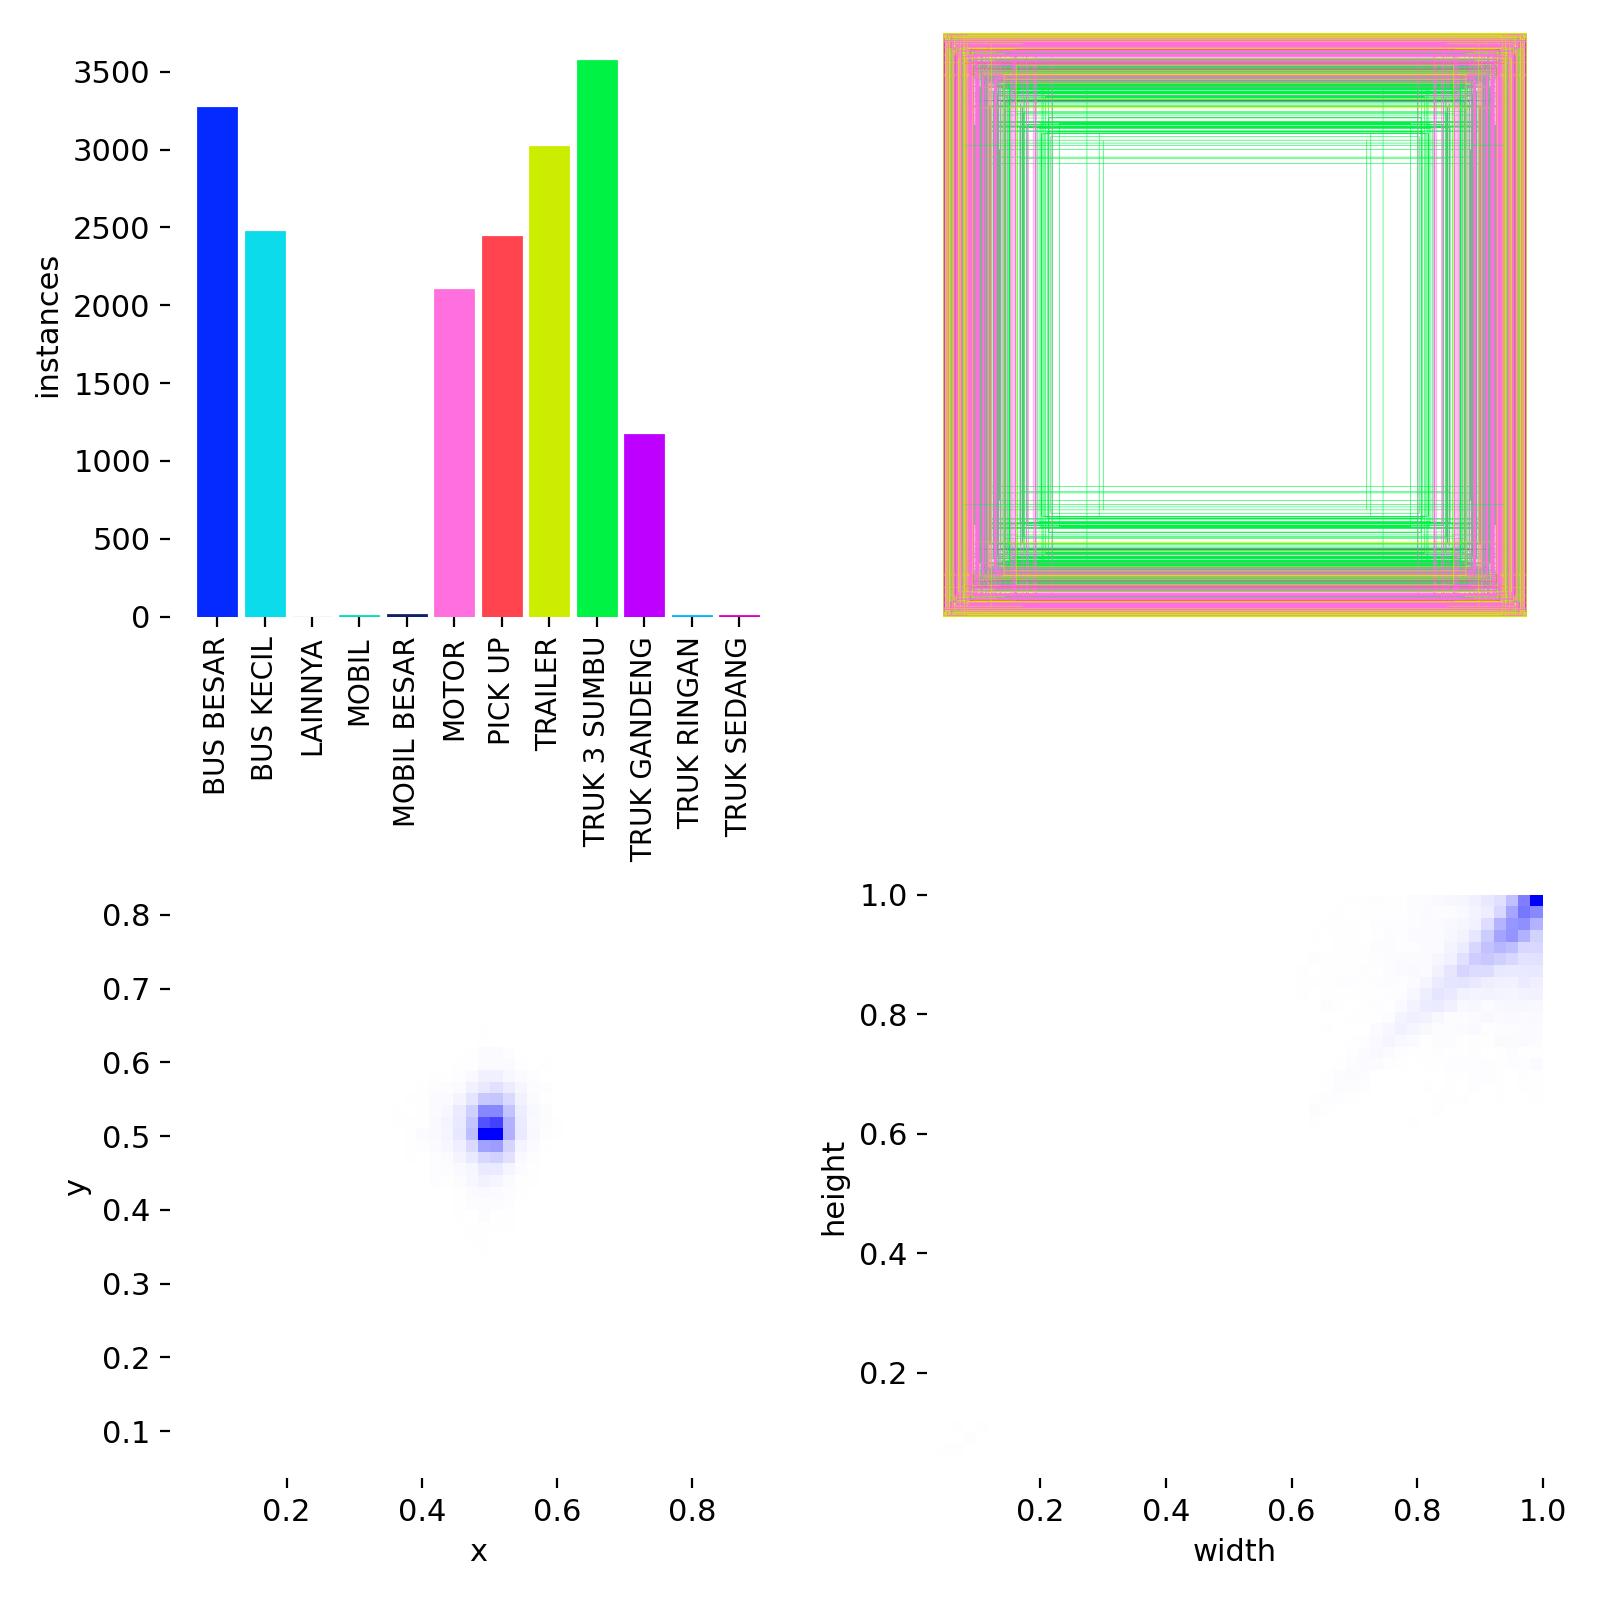 3500
3000
2500
2000
1500
1000
500
0
instances
BUS BESAR
BUS KECIL
LAINNYA
MOBIL
MOBIL BESAR
MOTOR
PICK UP
TRAILER
TRUK 3 SUMBU
TRUK GANDENG
TRUK RINGAN
TRUK SEDANG
0.8
0.7
0.6
0.5
0.4
0.3
0.2
0.1
y
0.2 0.4 0.6 0.8
x
1.0
0.8
0.6
0.4
0.2
height
0.2 0.4 0.6 0.8 1.0
width